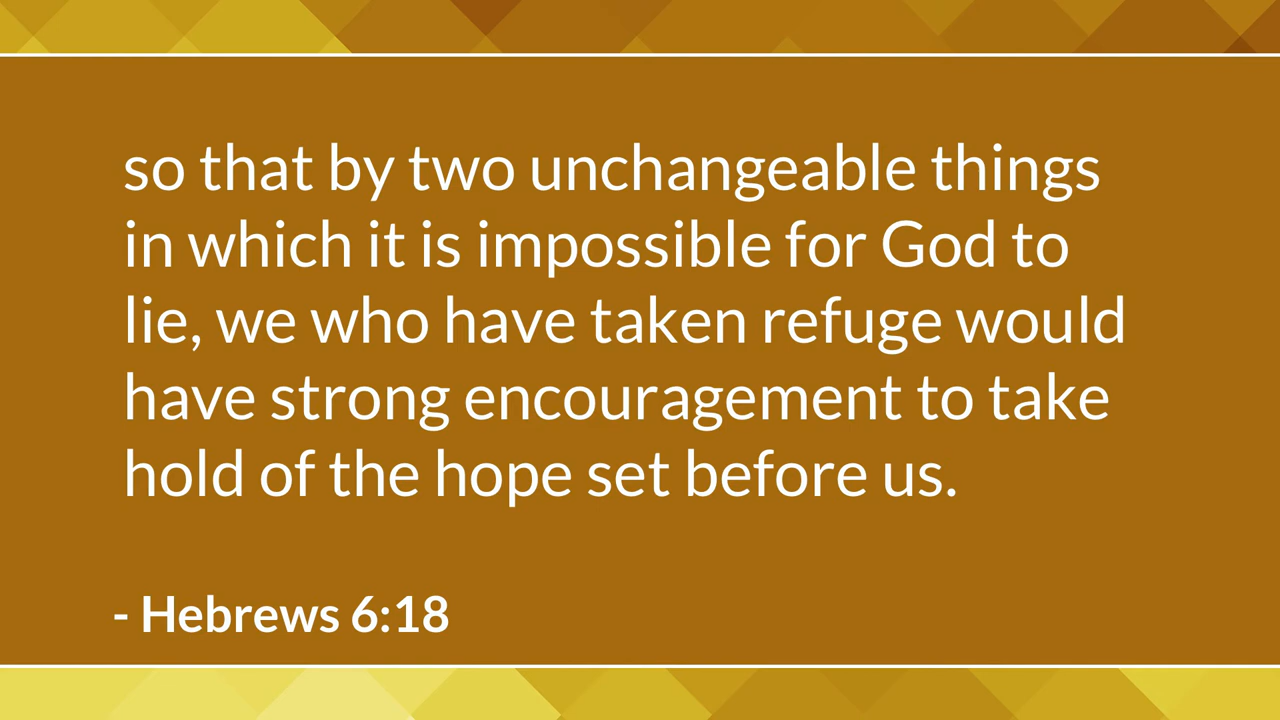 so that by two unchangeable things
in which it is impossible for God to
lie, we who have taken refuge would
have strong encouragement to take
hold of the hope set before us.
- Hebrews 6:18